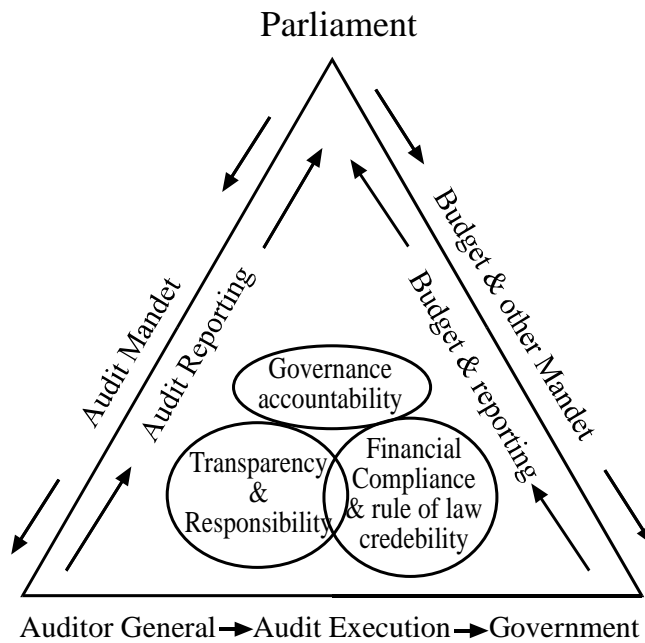 Parliament
Audit Mandet
Audit Reporting
Budget & other Mandet
Budget & reporting
Governance
accountability
Transparency
&
Responsibility
Financial
Compliance
& rule of law
credebility
Auditor General → Audit Execution → Government